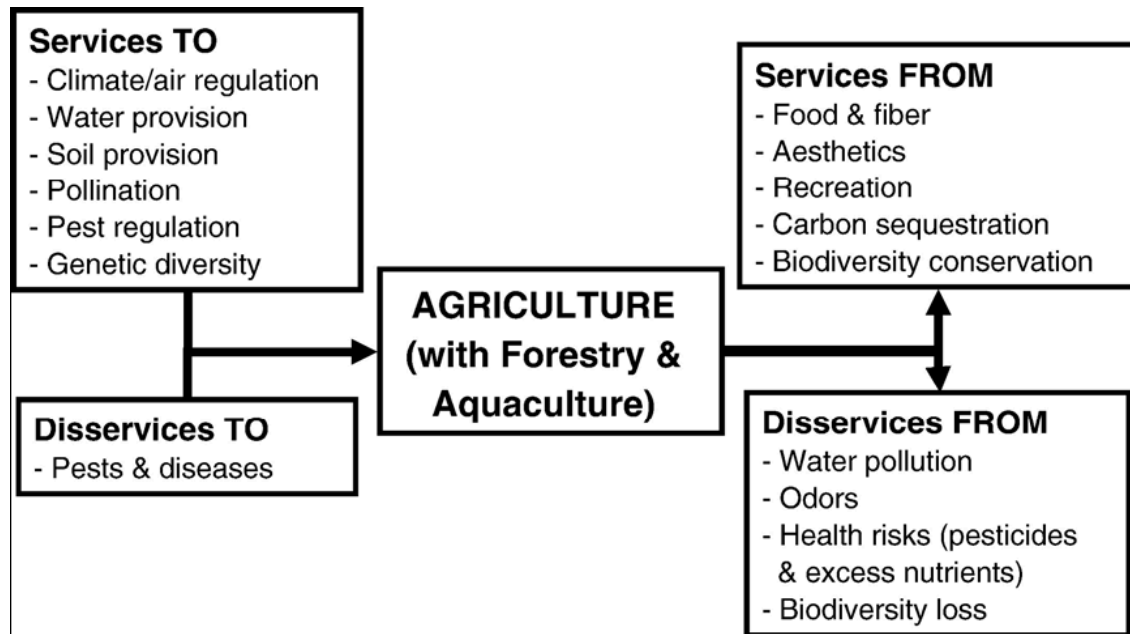 Services TO
- Climate/air regulation
- Water provision
- Soil provision
- Pollination
- Pest regulation
- Genetic diversity
Disservices TO
- Pests & diseases
AGRICULTURE
(with Forestry &
Aquaculture)
Services FROM
- Food & fiber
- Aesthetics
- Recreation
- Carbon sequestration
- Biodiversity conservation
Disservices FROM
- Water pollution
- Odors
- Health risks (pesticides
& excess nutrients)
- Biodiversity loss